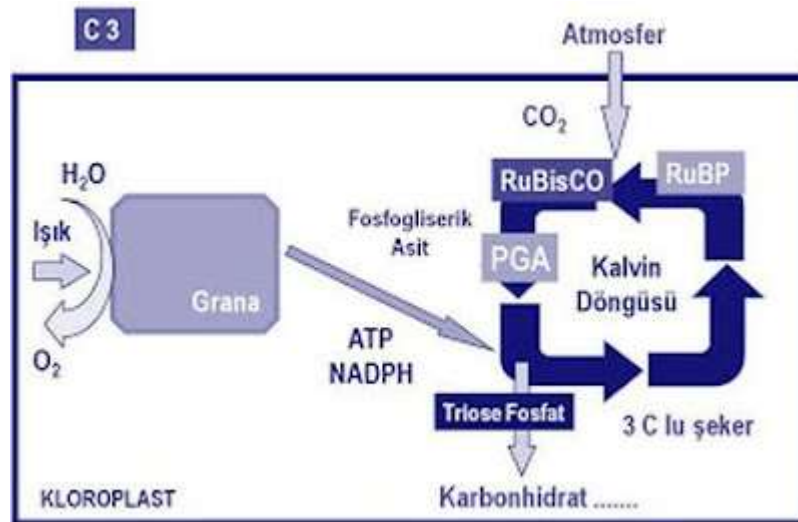 C 3
Atmosfer
CO₂
H₂O
RuBisCO
RuBP
Işık
Fosfogliserik
Asit
PGA
Kalvin
Döngüsü
Grana
O₂
ATP
NADPH
Triose Fosfat
3 C lu şeker
KLOROPLAST
Karbonhidrat .......